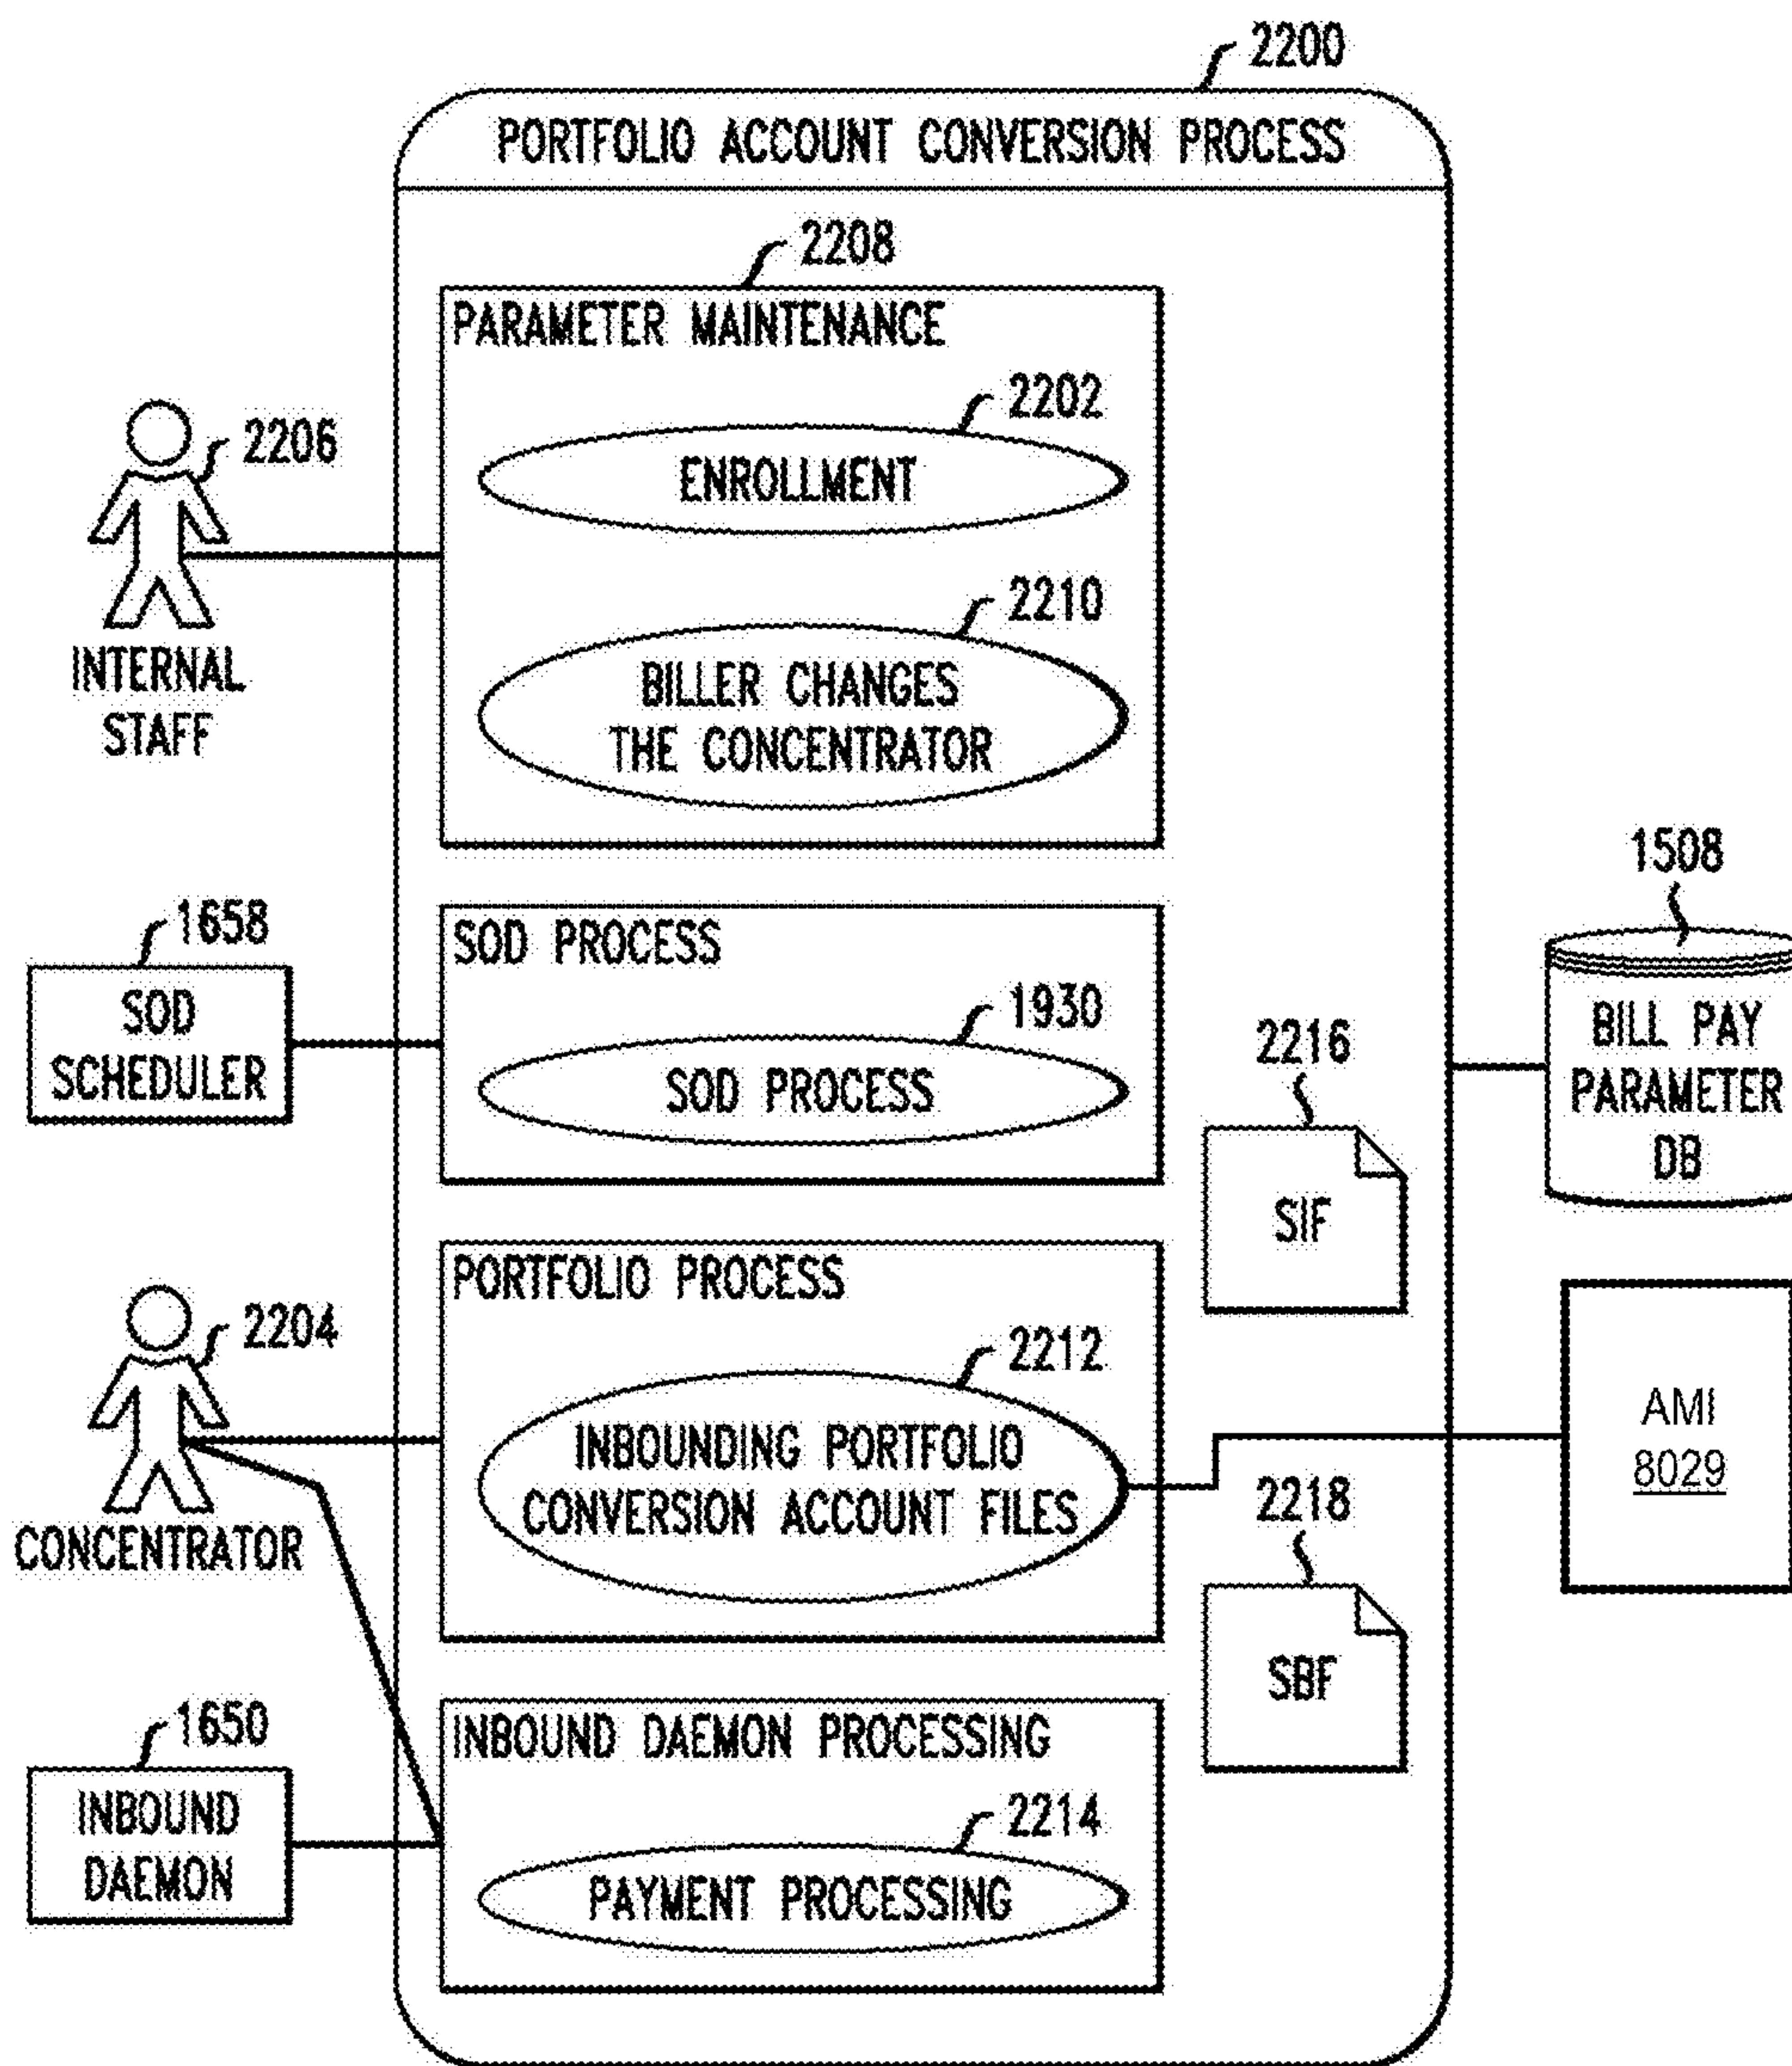 2200
PORTFOLIO ACCOUNT CONVERSION PROCESS
2208
PARAMETER MAINTENANCE
2202
ENROLLMENT
2206
INTERNAL
STAFF
2210
BILLER CHANGES
THE CONCENTRATOR
1658
SOD
SCHEDULER
SOD PROCESS
1930
SOD PROCESS
1508
BILL PAY
PARAMETER
DB
2216
SIF
2204
CONCENTRATOR
PORTFOLIO PROCESS
2212
INBOUNDING PORTFOLIO
CONVERSION ACCOUNT FILES
AMI
8029
2218
SBF
1650
INBOUND
DAEMON
INBOUND DAEMON PROCESSING
2214
PAYMENT PROCESSING